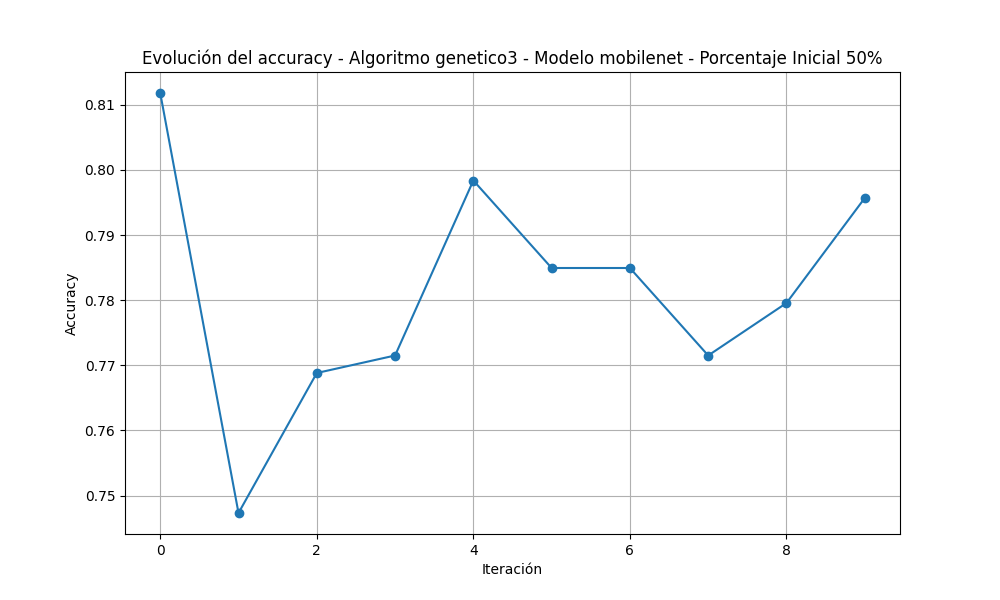 Evolución del accuracy - Algoritmo genetico3 - Modelo mobilenet - Porcentaje Inicial 50%
0.81
0.80
0.79
0.78
0.77
0.76
0.75
Accuracy
0 2 4 6 8
Iteración